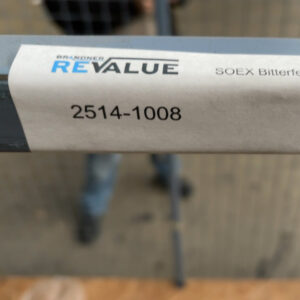 BRANDNER
REVALUE
SOEX Bitterfe
2514-1008